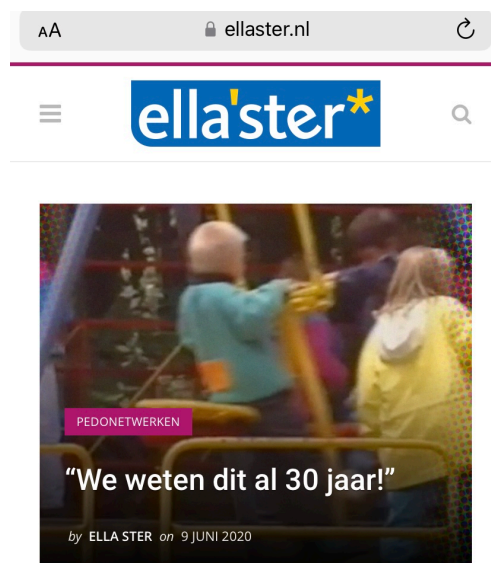 AA
ellaster.nl
ella'ster*
PEDONETWERKEN
“We weten dit al 30 jaar!”
by ELLA STER on 9 JUNI 2020